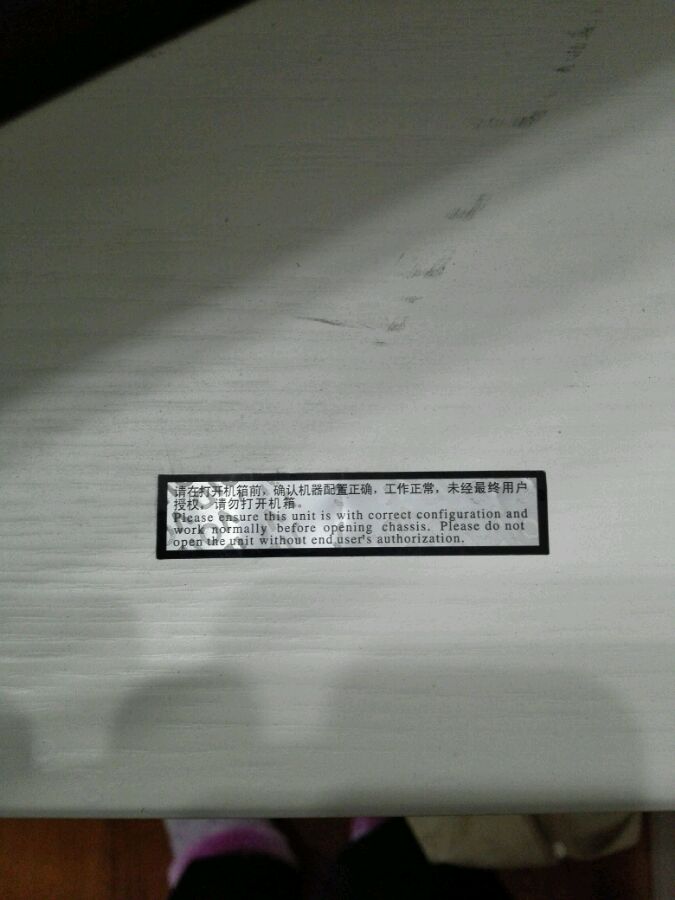 请在打开机箱前，确认机器配置正确，工作正常，未经最终用户
授权，请勿打开机箱。
Please ensure this unit is with correct configuration and
work normally before opening chassis. Please do not
open the unit without end user's authorization.